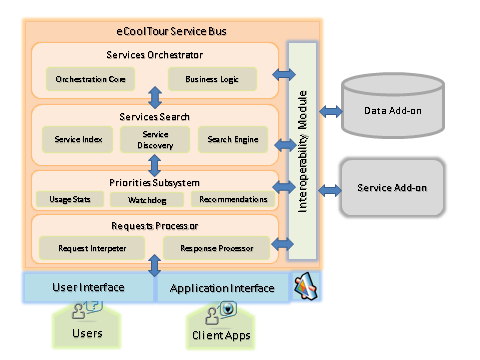 eCoolTour Service Bus
Services Orchestrator
Orchestration Core
Business Logic
Services Search
Service Index
Service
Discovery
Search Engine
Priorities Subsystem
Usage Stats
Watchdog
Recommendations
Requests Processor
Request Interpeter
Response Processor
Interoperability Module
Data Add-on
Service Add-on
User Interface
Application Interface
Users
Client Apps